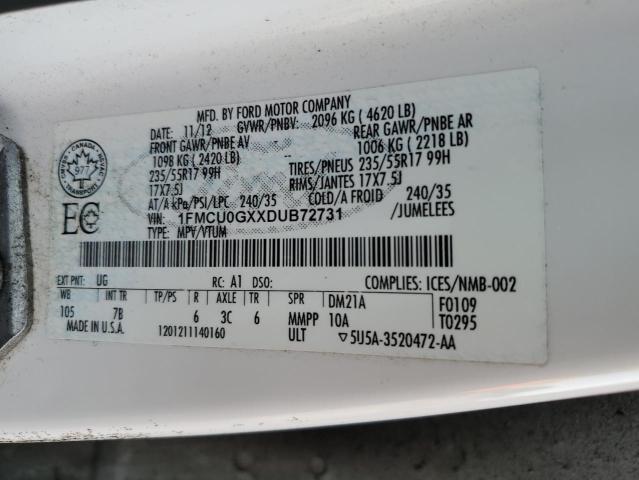 MFD. BY FORD MOTOR COMPANY
DATE: 11/12 GVWR/PNBV: 2096 KG ( 4620 LB)
FRONT GAWR/PNBE AV REAR GAWR/PNBE AR
1098 KG ( 2420 LB) -- 1006 KG ( 2218 LB)
235/55R17 99H TIRES/PNEUS 235/55R17 99H
17X7.5J RIMS/JANTES 17X7.5J
AT/A kPa/PSI/LPC 240/35 COLD/A FROID 240/35
VIN: 1FMCU0GXXDUB72731 /JUMELEES
TYPE: MPV/VTUM
CANADA
TRANSPORT
977
EC
EXT PNT: UG RC: A1 DSO: COMPLIES: ICES/NMB-002
WB INT TR TP/PS R AXLE TR SPR DM21A F0109
105 7B 6 3C 6 MMPP 10A T0295
MADE IN U.S.A. 1201211140160 ULT ▽5U5A-3520472-AA